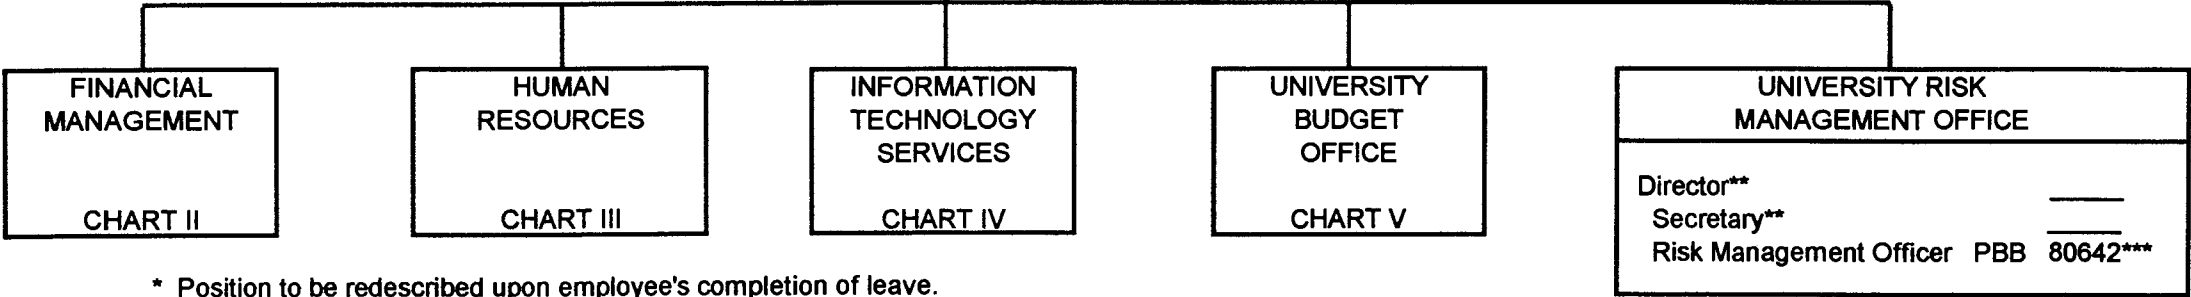 FINANCIAL
MANAGEMENT
CHART II
HUMAN
RESOURCES
CHART III
INFORMATION
TECHNOLOGY
SERVICES
CHART IV
UNIVERSITY
BUDGET
OFFICE
CHART V
UNIVERSITY RISK
MANAGEMENT OFFICE
Director**
Secretary**
Risk Management Officer PBB 80642***
* Position to be redescribed upon employee's completion of leave.